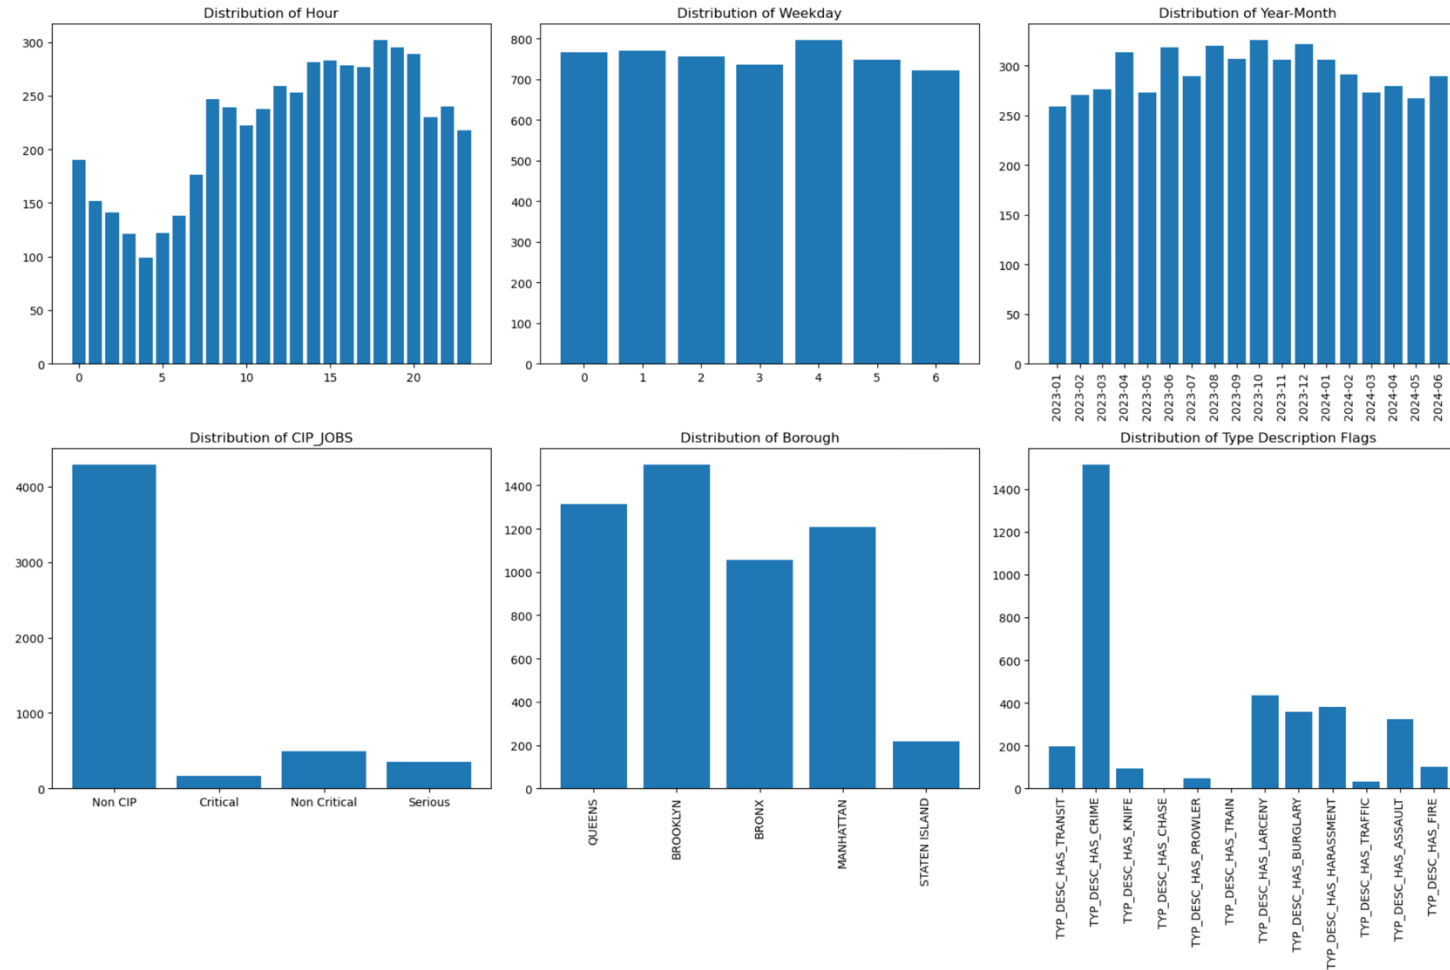 Distribution of Hour
300
250
200
150
100
50
0
0 5 10 15 20
Distribution of Weekday
800
700
600
500
400
300
200
100
0
0 1 2 3 4 5 6
Distribution of Year-Month
300
250
200
150
100
50
0
2023-01
2023-02
2023-03
2023-04
2023-05
2023-06
2023-07
2023-08
2023-09
2023-10
2023-11
2023-12
2024-01
2024-02
2024-03
2024-04
2024-05
2024-06
Distribution of CIP_JOBS
4000
3000
2000
1000
0
Non CIP Critical Non Critical Serious
Distribution of Borough
1400
1200
1000
800
600
400
200
0
QUEENS
BROOKLYN
BRONX
MANHATTAN
STATEN ISLAND
Distribution of Type Description Flags
1400
1200
1000
800
600
400
200
0
TYP_DESC_HAS_TRANSIT
TYP_DESC_HAS_CRIME
TYP_DESC_HAS_KNIFE
TYP_DESC_HAS_CHASE
TYP_DESC_HAS_PROWLER
TYP_DESC_HAS_TRAIN
TYP_DESC_HAS_LARCENY
TYP_DESC_HAS_BURGLARY
TYP_DESC_HAS_HARASSMENT
TYP_DESC_HAS_TRAFFIC
TYP_DESC_HAS_ASSAULT
TYP_DESC_HAS_FIRE